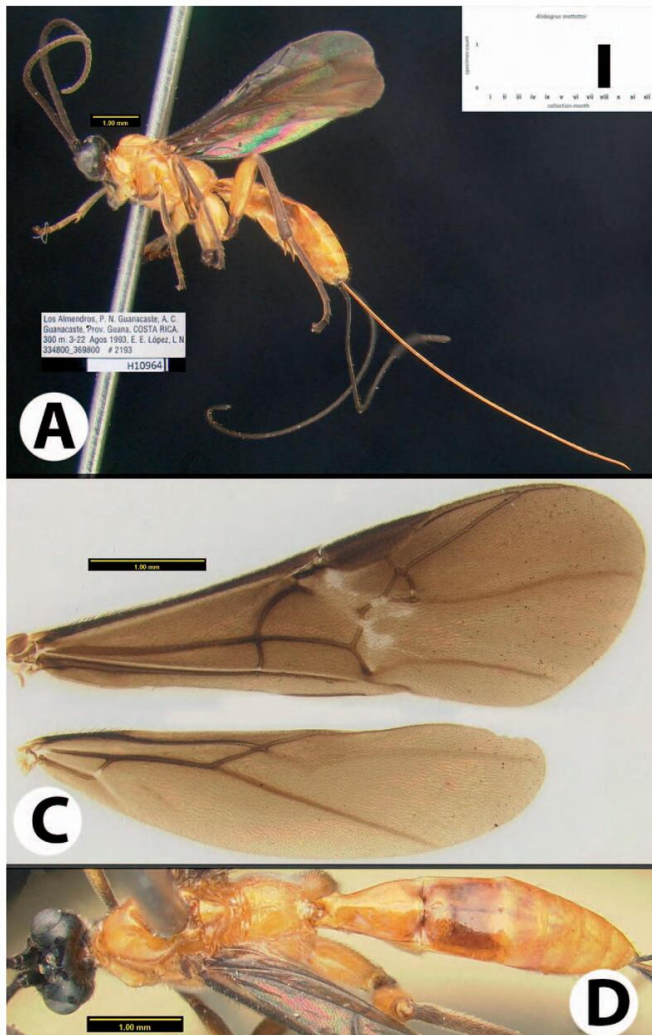 Alabagrus mattattoi
specimen count
1
0
i ii iii iv ix v vi vii viii x xi xii
collection month
1.00 mm
Los Almendros, P. N. Guanacaste, A. C.
Guanacaste, Prov. Guana, COSTA RICA,
300 m. 3-22 Agos 1993, E. E. López, L N
334800_369800 # 2193
H10964
A
1.00 mm
C
1.00 mm
D